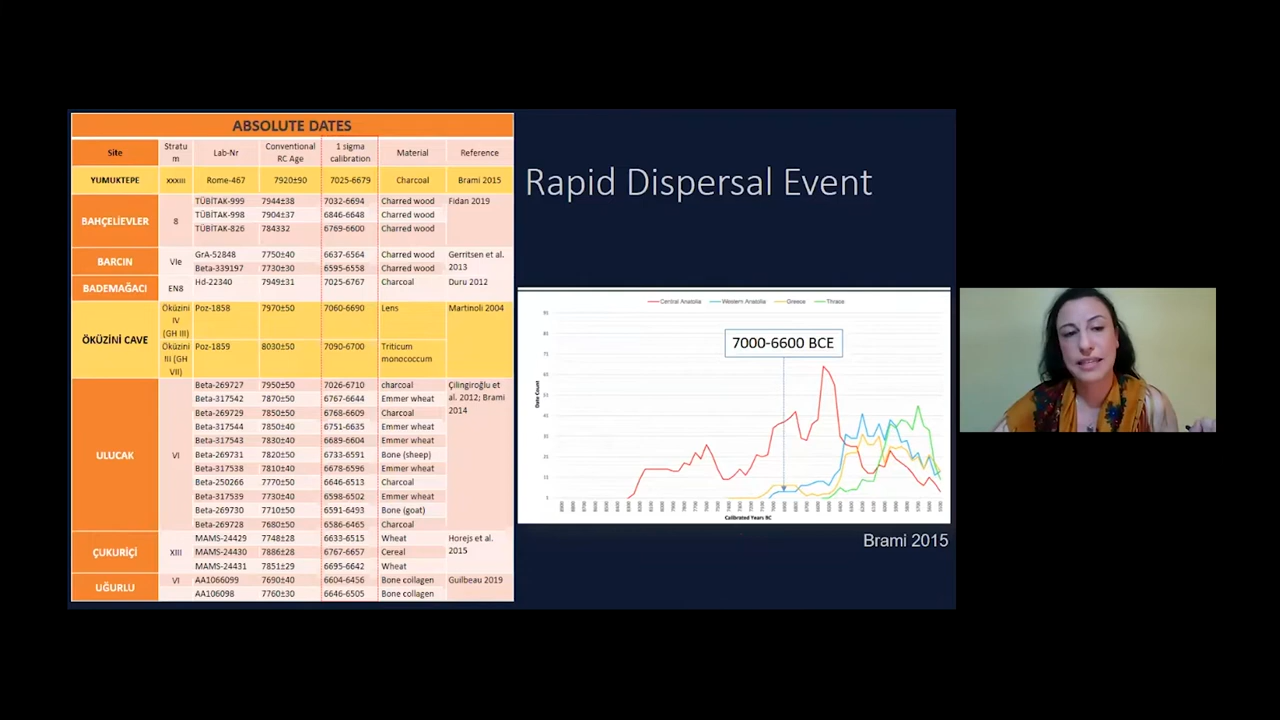 ABSOLUTE DATES
Site Stratu m Lab-Nr Conventional RC Age 1 sigma calibration Material Reference
YUMUKTEPE xxxiii Rome-467 7920±90 7025-6679 Charcoal Brami 2015
BAHÇELİEVLER 8 TÜBİTAK-999 7944±38 7032-6694 Charred wood Fidan 2019
TÜBİTAK-998 7904±37 6846-6648 Charred wood
TÜBİTAK-826 784332 6769-6600 Charred wood
BARCIN VIe GrA-52848 7750±40 6637-6564 Charred wood Gerritsen et al. 2013
Beta-339197 7730±30 6595-6558 Charred wood
BADEMAĞACI EN8 Hd-22340 7949±31 7025-6767 Charcoal Duru 2012
ÖKÜZİNİ CAVE Öküzini IV (GH III) Poz-1858 7970±50 7060-6690 Lens Martinoli 2004
Öküzini III (GH VII) Poz-1859 8030±50 7090-6700 Triticum monococcum
ULUCAK VI Beta-269727 7950±50 7026-6710 charcoal Çilingiroğlu et al. 2012; Brami 2014
Beta-317542 7870±50 6767-6644 Emmer wheat
Beta-269729 7850±50 6768-6609 Charcoal
Beta-317544 7850±40 6751-6635 Emmer wheat
Beta-317543 7830±40 6689-6604 Emmer wheat
Beta-269731 7820±50 6733-6591 Bone (sheep)
Beta-317538 7810±40 6678-6596 Emmer wheat
Beta-250266 7770±50 6646-6513 Charcoal
Beta-317539 7730±40 6598-6502 Emmer wheat
Beta-269730 7710±50 6591-6493 Bone (goat)
Beta-269728 7680±50 6586-6465 Charcoal
ÇUKURİÇİ XIII MAMS-24429 7748±28 6633-6515 Wheat Horejs et al. 2015
MAMS-24430 7886±28 6767-6657 Cereal
MAMS-24431 7851±29 6695-6642 Wheat
UĞURLU VI AA1066099 7690±40 6604-6456 Bone collagen Guilbeau 2019
AA106098 7760±30 6646-6505 Bone collagen
Rapid Dispersal Event
Central Anatolia Western Anatolia Greece Thrace
7000-6600 BCE
Date Count
Calibrated Years BC
Brami 2015